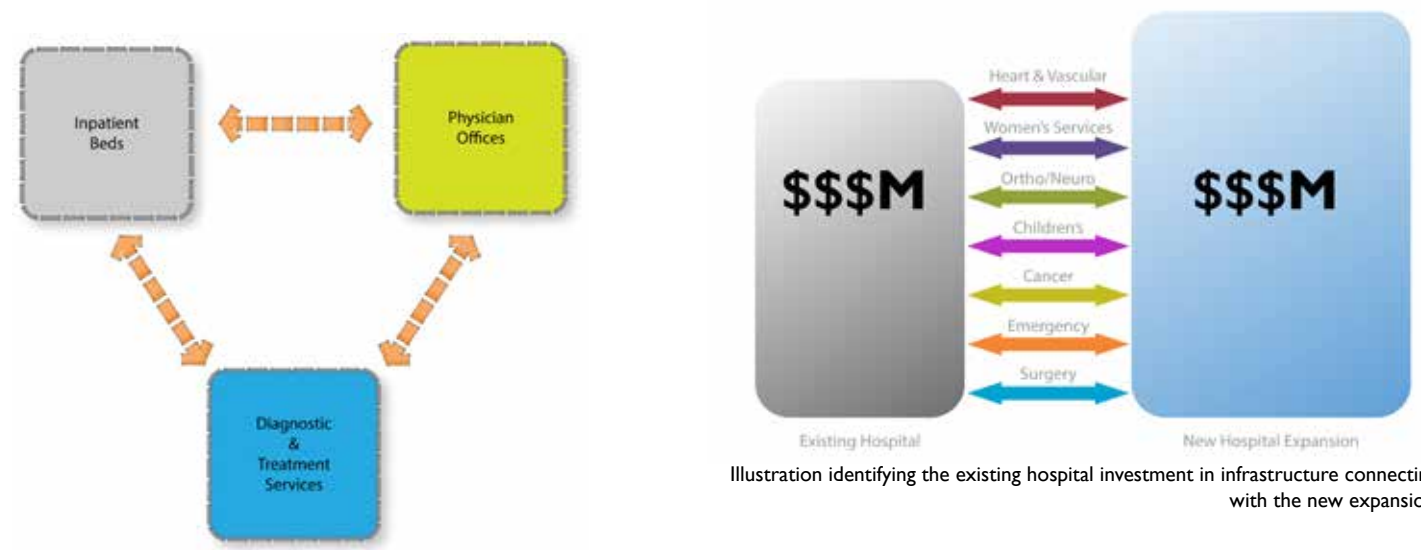 Inpatient
Beds
Physician
Offices
Diagnostic
&
Treatment
Services
Heart & Vascular
Women's Services
Ortho/Neuro
Children's
Cancer
Emergency
Surgery
$$$M
$$$M
Existing Hospital
New Hospital Expansion
Illustration identifying the existing hospital investment in infrastructure connectin
with the new expansio